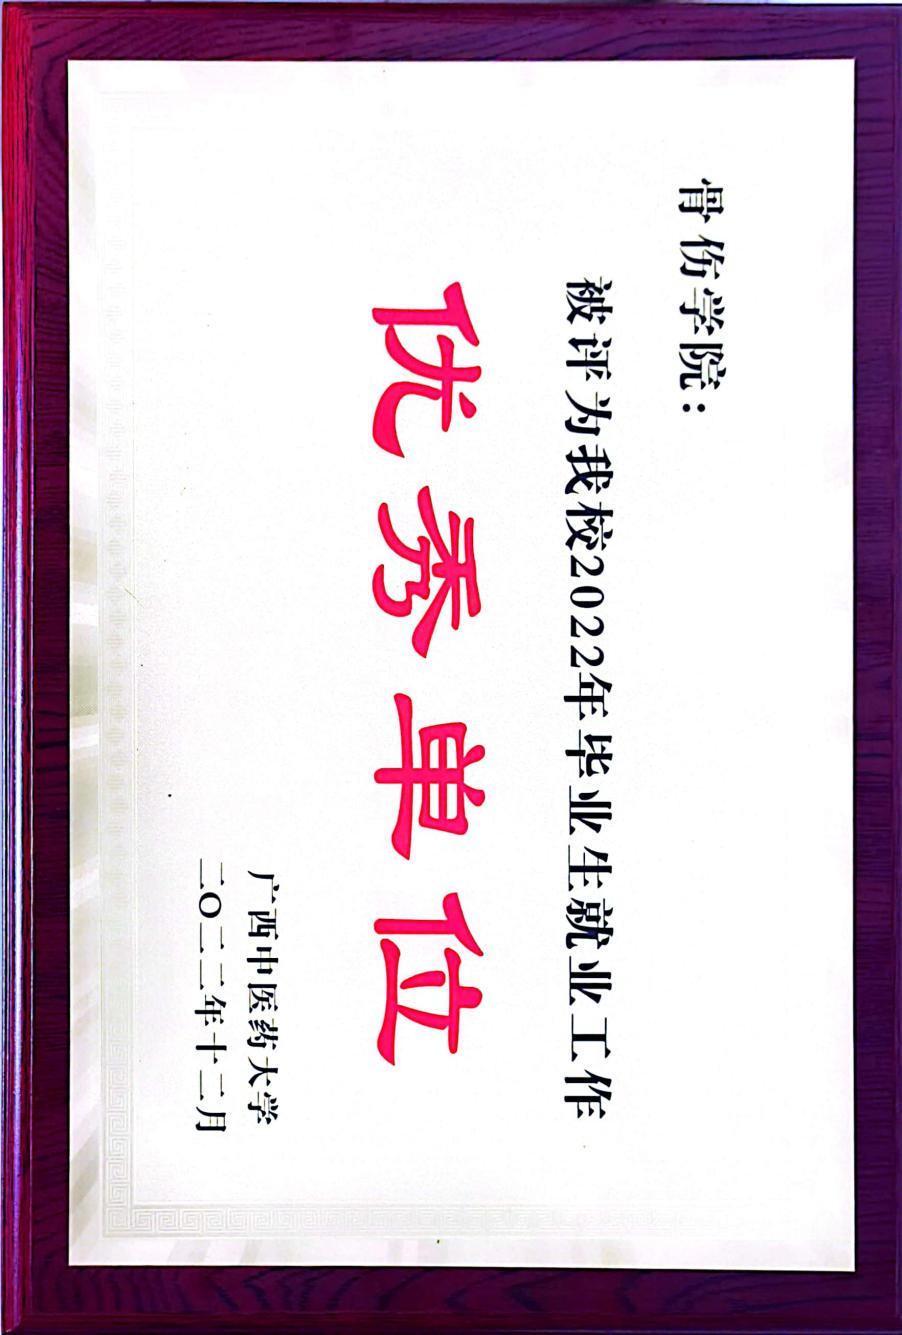 骨伤学院：
被评为我校2022年毕业生就业工作
优秀单位
广西中医药大学
二〇二二年十二月